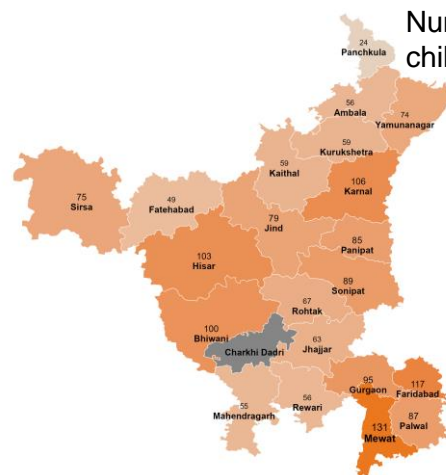 Nu
chil
24
Panchkula
56
Ambala
74
Yamunanagar
59
Kurukshetra
59
Kaithal
106
Karnal
75
Sirsa
49
Fatehabad
79
Jind
85
Panipat
103
Hisar
89
Sonipat
67
Rohtak
100
Bhiwani
63
Jhajjar
Charkhi Dadri
95
Gurgaon
117
Faridabad
55
Mahendragarh
56
Rewari
87
Palwal
131
Mewat